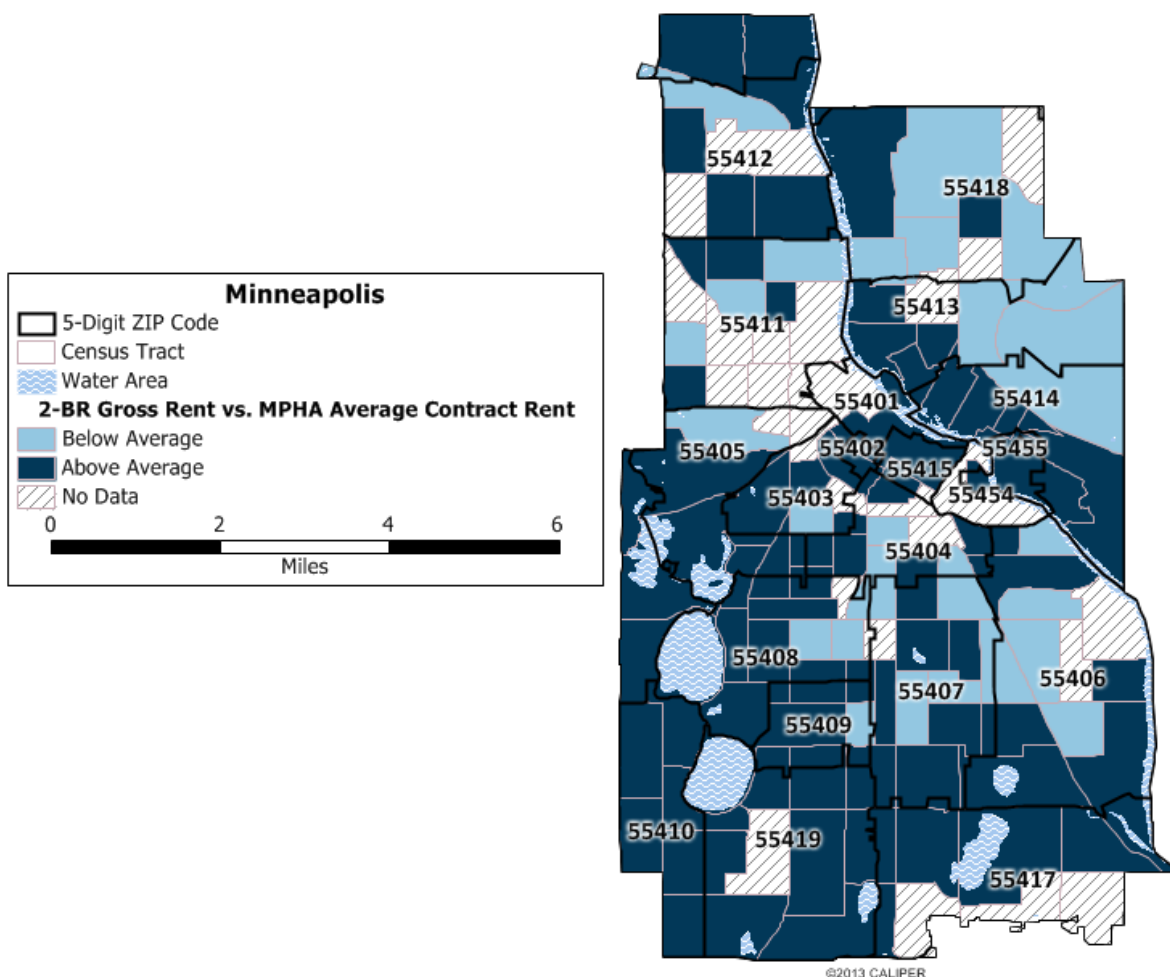 Minneapolis
5-Digit ZIP Code
Census Tract
Water Area
2-BR Gross Rent vs. MPHA Average Contract Rent
Below Average
Above Average
No Data
0 2 4 6
Miles
55412
55418
55413
55411
55401
55414
55405
55402
55455
55415
55403
55454
55404
55408
55406
55407
55409
55410
55419
55417
©2013 CALIPER